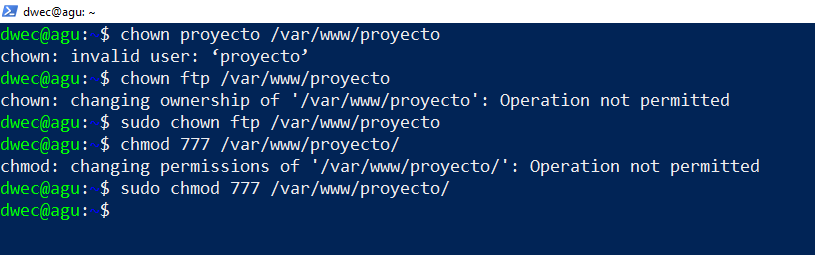 dwec@agu: ~
dwec@agu:~$ chown proyecto /var/www/proyecto
chown: invalid user: ‘proyecto’
dwec@agu:~$ chown ftp /var/www/proyecto
chown: changing ownership of '/var/www/proyecto': Operation not permitted
dwec@agu:~$ sudo chown ftp /var/www/proyecto
dwec@agu:~$ chmod 777 /var/www/proyecto/
chmod: changing permissions of '/var/www/proyecto/': Operation not permitted
dwec@agu:~$ sudo chmod 777 /var/www/proyecto/
dwec@agu:~$